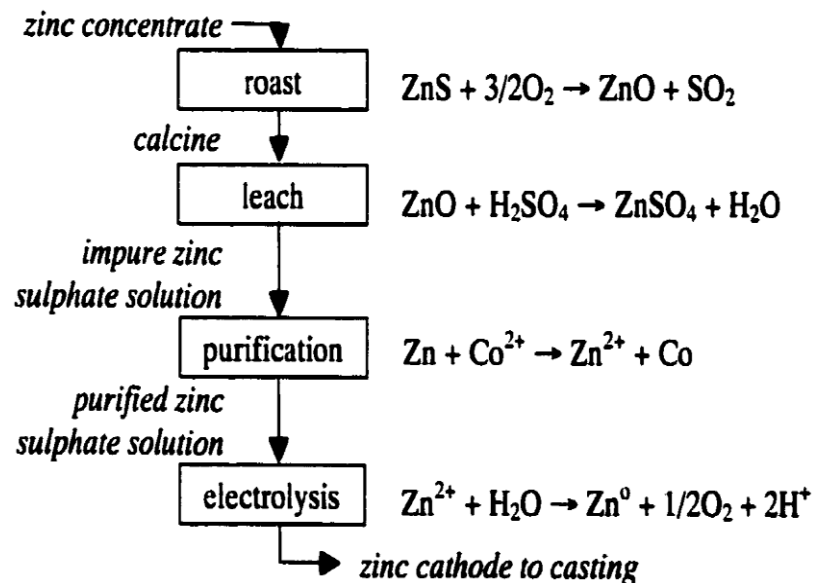 zinc concentrate
roast ZnS + 3/2O₂ → ZnO + SO₂
calcine
leach ZnO + H₂SO₄ → ZnSO₄ + H₂O
impure zinc
sulphate solution
purification Zn + Co²⁺ → Zn²⁺ + Co
purified zinc
sulphate solution
electrolysis Zn²⁺ + H₂O → Zn⁰ + 1/2O₂ + 2H⁺
zinc cathode to casting